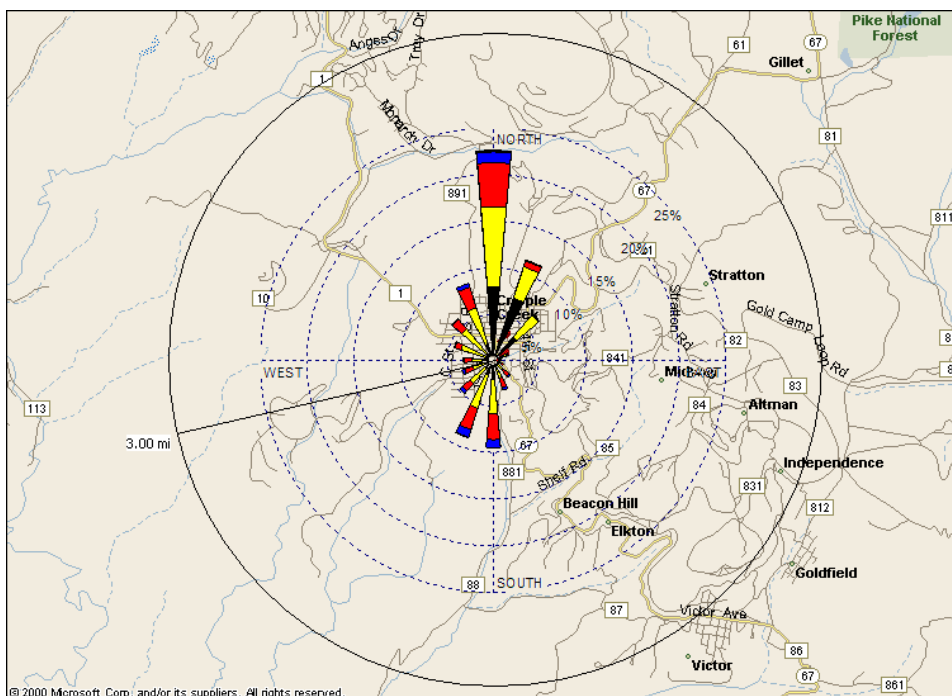 Pike National
Forest
Anges Dr
Troy Dr
61
67
Gillet
1
Monarchy Dr
81
NORTH
891
67
25%
811
20%
Stratton
10
1
15%
Cripple
Creek
10%
Stratton Rd
Gold Camp Loop Rd
82
841
WEST
83
84
Altman
113
3.00 mi
67
85
881
Shelf Rd
Independence
831
812
Beacon Hill
Elkton
Goldfield
88
SOUTH
87
Victor Ave
86
Victor
67
861
© 2000 Microsoft Corp. and/or its suppliers. All rights reserved.